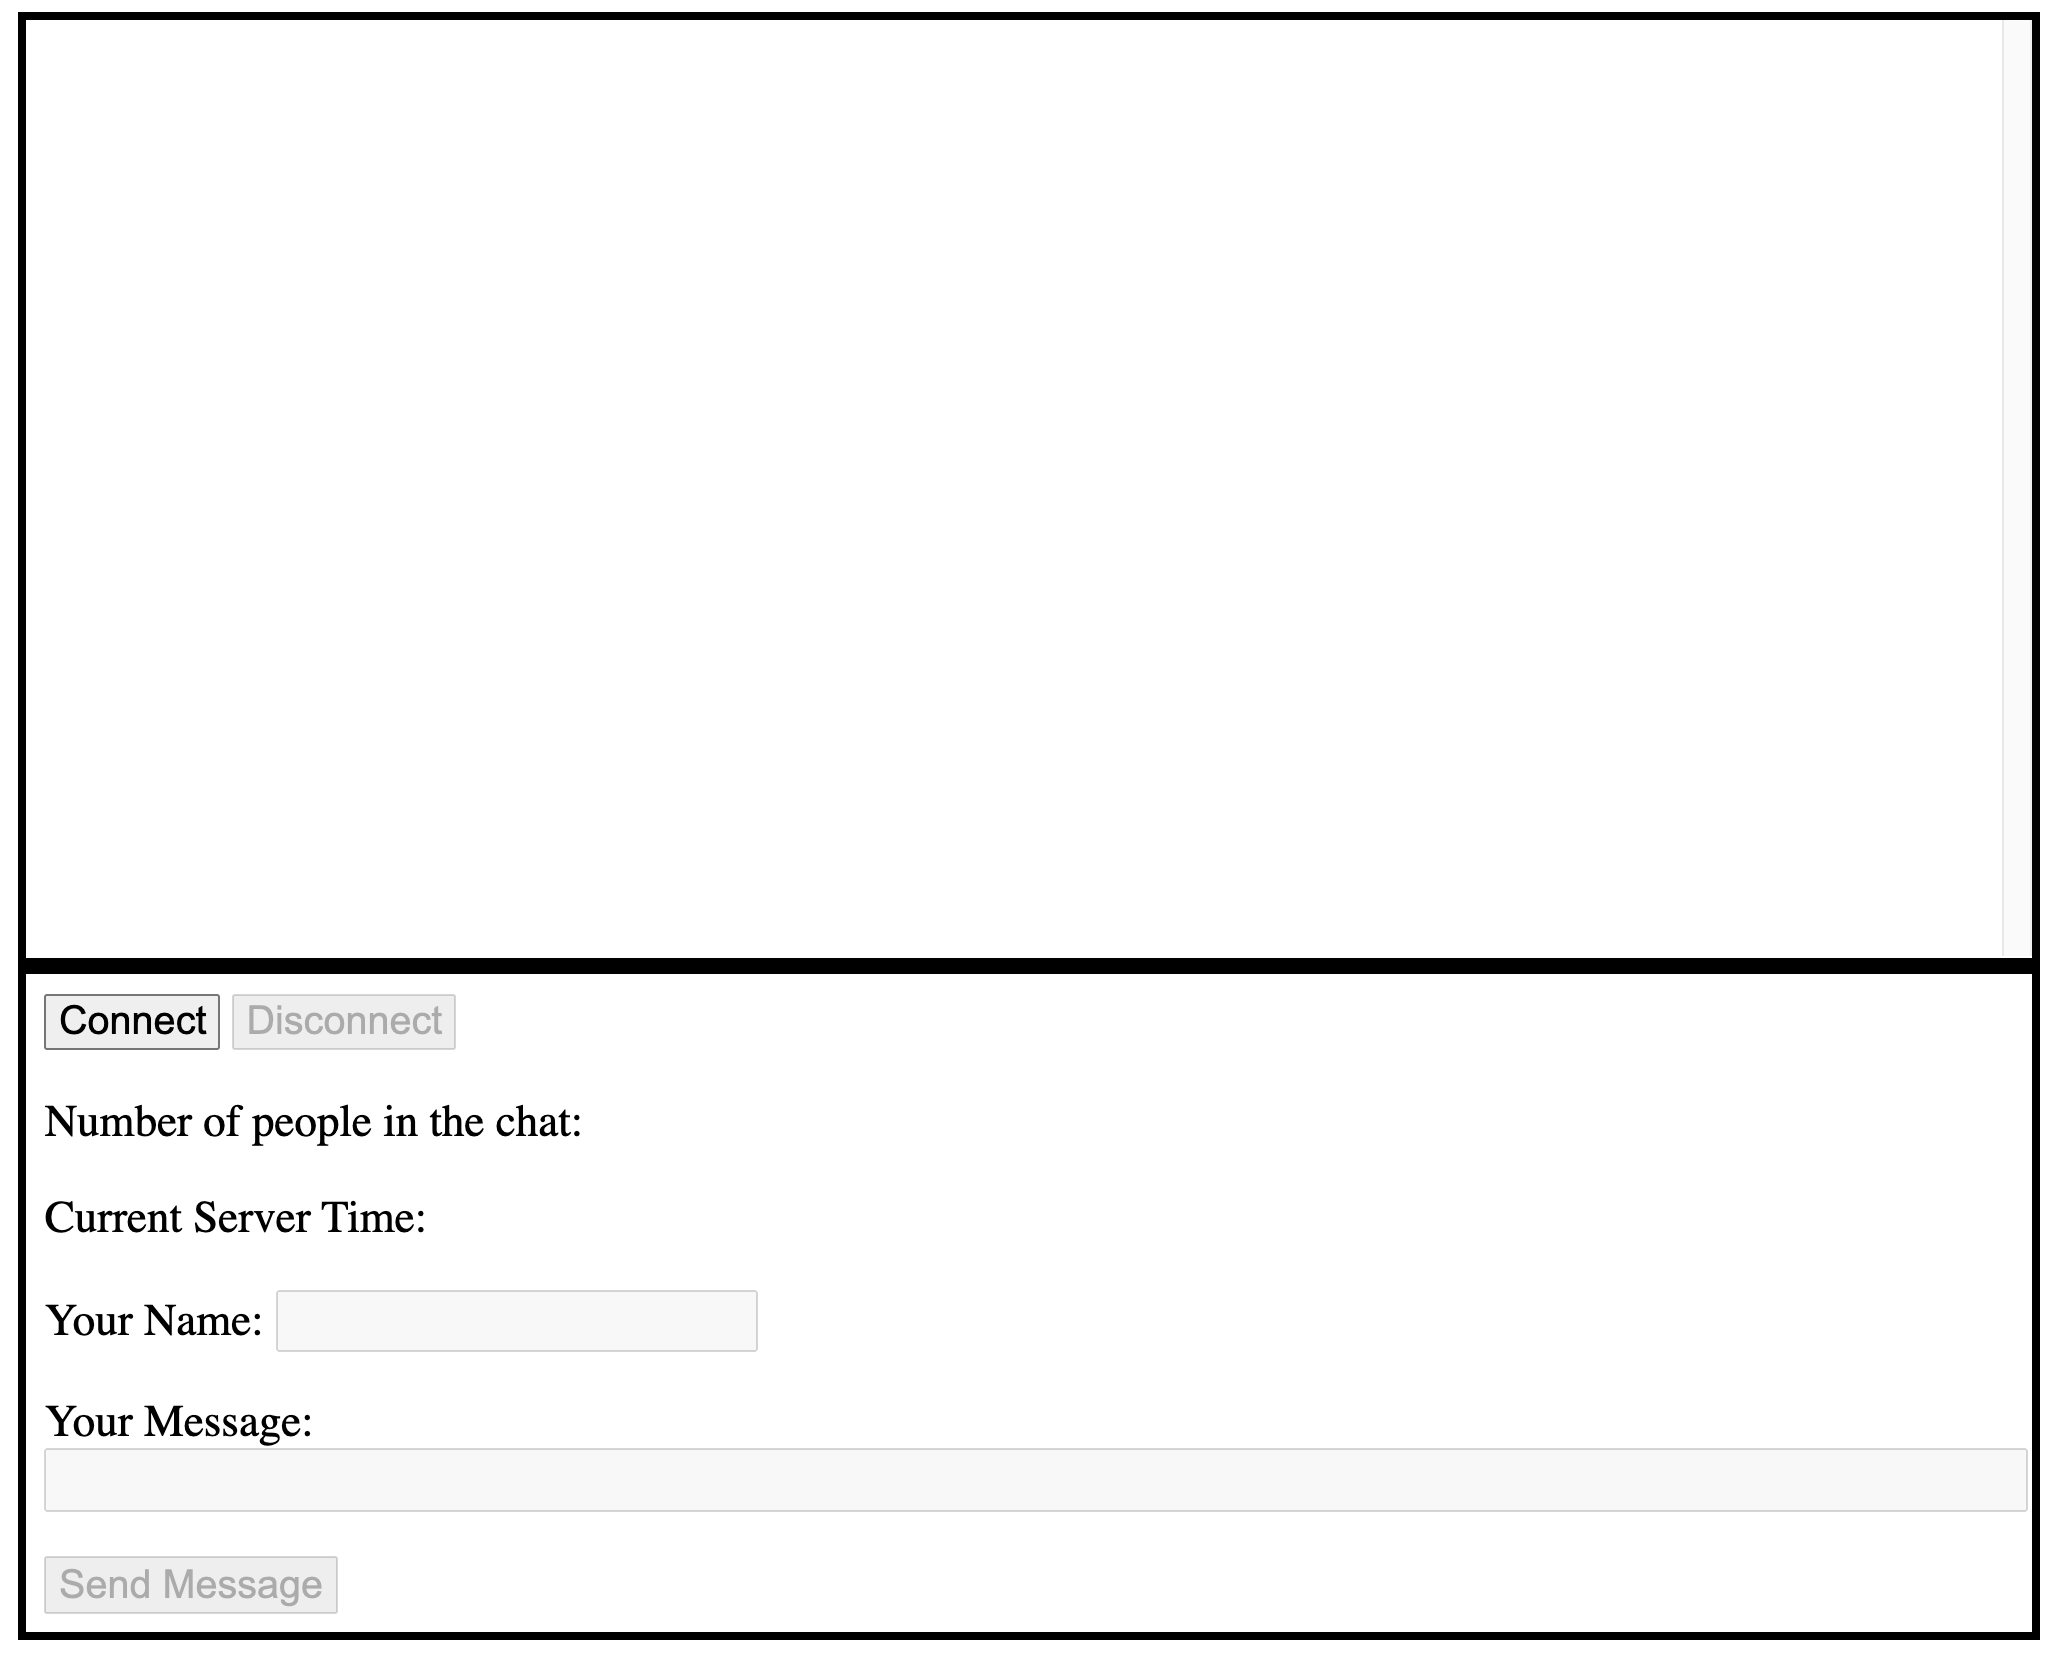 Connect Disconnect
Number of people in the chat:
Current Server Time:
Your Name:
Your Message:
Send Message